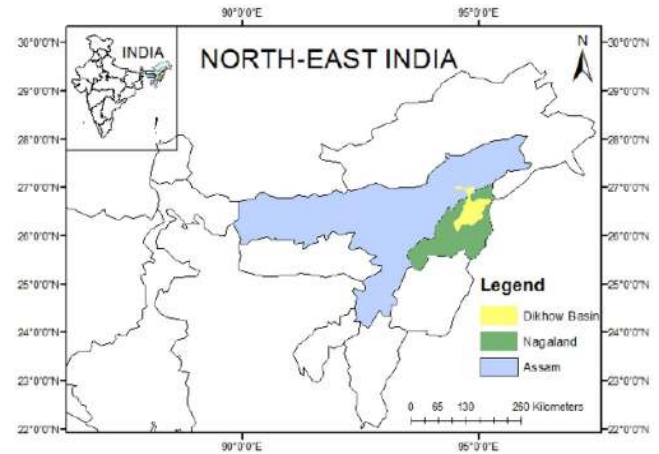 90°0'0"E 95°0'0"E
INDIA
NORTH-EAST INDIA
N
30°0'0"N 30°0'0"N
29°0'0"N 29°0'0"N
28°0'0"N 28°0'0"N
27°0'0"N 27°0'0"N
26°0'0"N 26°0'0"N
25°0'0"N 25°0'0"N
24°0'0"N 24°0'0"N
23°0'0"N 23°0'0"N
22°0'0"N 22°0'0"N
Legend
Dikhow Basin
Nagaland
Assam
0 65 130 260 Kilometers
90°0'0"E 95°0'0"E